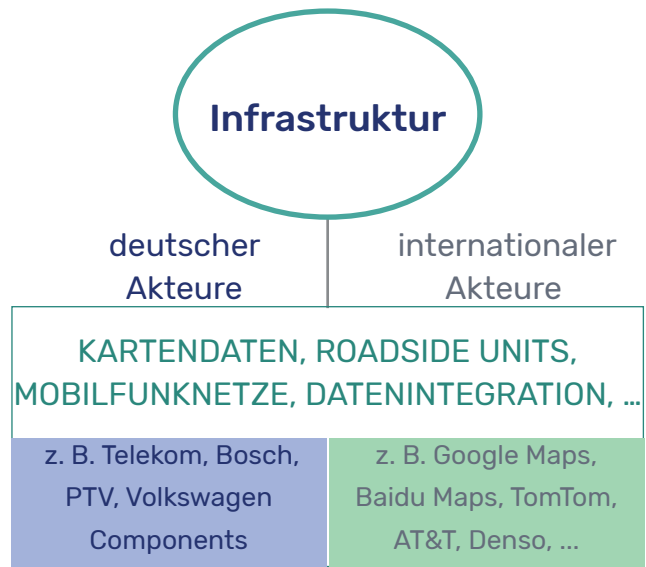 Infrastruktur
deutscher
Akteure
internationaler
Akteure
KARTENDATEN, ROADSIDE UNITS,
MOBILFUNKNETZE, DATENINTEGRATION, …
z. B. Telekom, Bosch,
PTV, Volkswagen
Components
z. B. Google Maps,
Baidu Maps, TomTom,
AT&T, Denso, ...